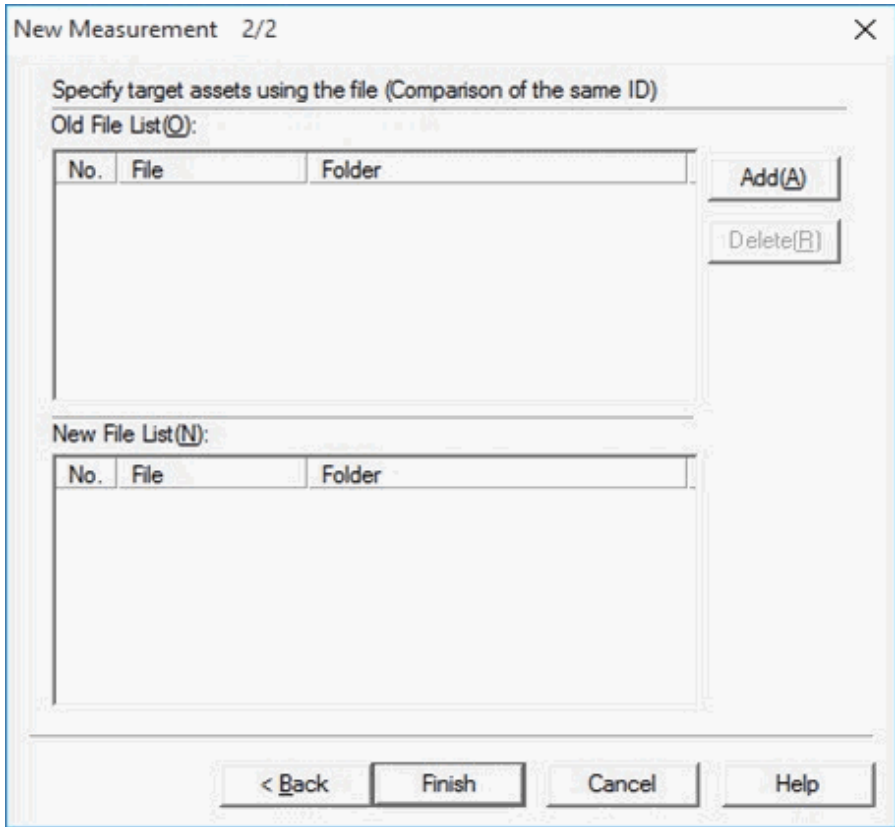 New Measurement 2/2
Specify target assets using the file (Comparison of the same ID)
Old File List(O):
No. File Folder
Add(A)
Delete(R)
New File List(N):
No. File Folder
< Back Finish Cancel Help